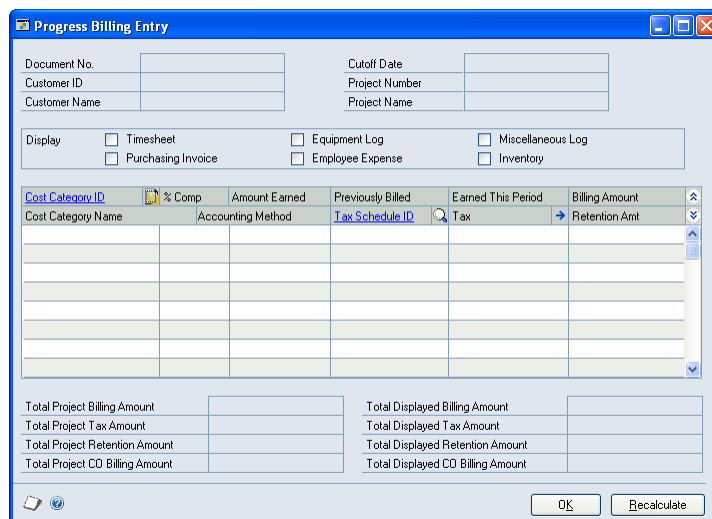 Progress Billing Entry
Document No. Cutoff Date
Customer ID Project Number
Customer Name Project Name
Display Timesheet Equipment Log Miscellaneous Log
Purchasing Invoice Employee Expense Inventory
Cost Category ID % Comp Amount Earned Previously Billed Earned This Period Billing Amount
Cost Category Name Accounting Method Tax Schedule ID Tax Retention Amt
Total Project Billing Amount Total Displayed Billing Amount
Total Project Tax Amount Total Displayed Tax Amount
Total Project Retention Amount Total Displayed Retention Amount
Total Project CO Billing Amount Total Displayed CO Billing Amount
OK Recalculate